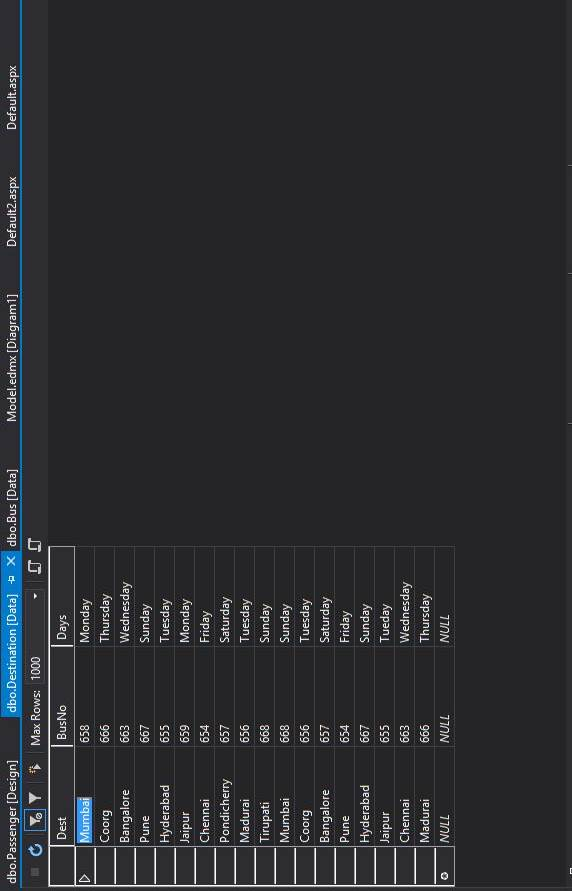 dbo.Passenger [Design] dbo.Destination [Data] dbo.Bus [Data] Model.edmx [Diagram1] Default2.aspx Default.aspx
Max Rows: 1000
Dest BusNo Days
Mumbai 658 Monday
Coorg 666 Thursday
Bangalore 663 Wednesday
Pune 667 Sunday
Hyderabad 655 Tuesday
Jaipur 659 Monday
Chennai 654 Friday
Pondicherry 657 Saturday
Madurai 656 Tuesday
Tirupati 668 Sunday
Mumbai 668 Sunday
Coorg 656 Tuesday
Bangalore 657 Saturday
Pune 654 Friday
Hyderabad 667 Sunday
Jaipur 655 Tueday
Chennai 663 Wednesday
Madurai 666 Thursday
NULL NULL NULL